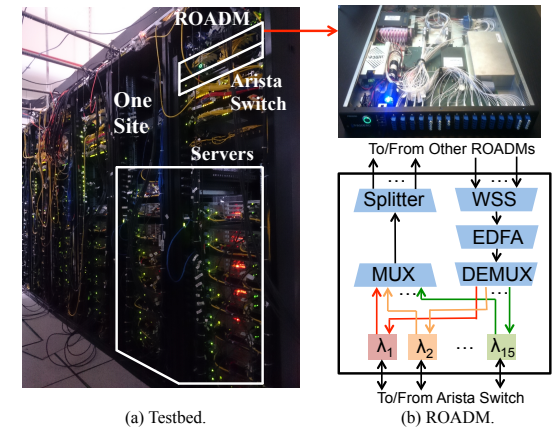 ROADM
Arista
Switch
One
Site
Servers
(a) Testbed.
To/From Other ROADMs
...
...
Splitter
WSS
EDFA
MUX
DEMUX
...
...
λ1
λ2
...
λ15
To/From Arista Switch
(b) ROADM.